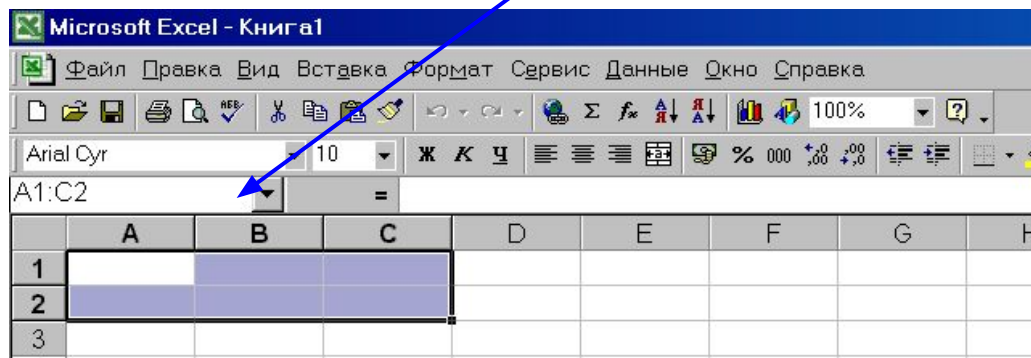 Microsoft Excel - Книга1
Файл Правка Вид Вставка Формат Сервис Данные Окно Справка
100%
Arial Cyr 10 Ж К Ч % 000
A1:C2 =
A B C D E F G H
1
2
3